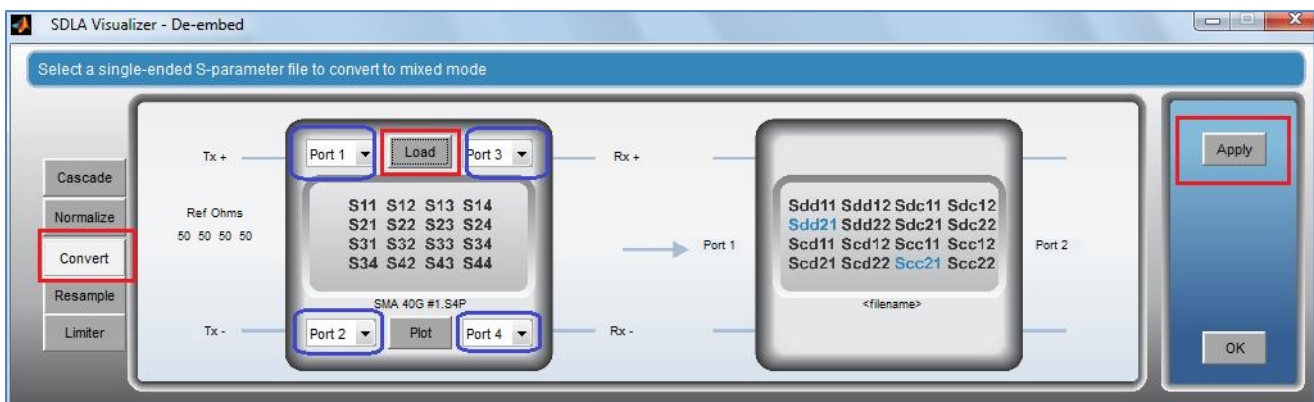 SDLA Visualizer - De-embed
Select a single-ended S-parameter file to convert to mixed mode
Cascade
Normalize
Convert
Resample
Limiter
Tx +
Ref Ohms
50 50 50 50
Tx -
Port 1
Load
Port 3
S11 S12 S13 S14
S21 S22 S23 S24
S31 S32 S33 S34
S34 S42 S43 S44
SMA 40G #1.S4P
Port 2
Plot
Port 4
Rx +
Rx -
Port 1
Sdd11 Sdd12 Sdc11 Sdc12
Sdd21 Sdd22 Sdc21 Sdc22
Scd11 Scd12 Scc11 Scc12
Scd21 Scd22 Scc21 Scc22
<filename>
Port 2
Apply
OK